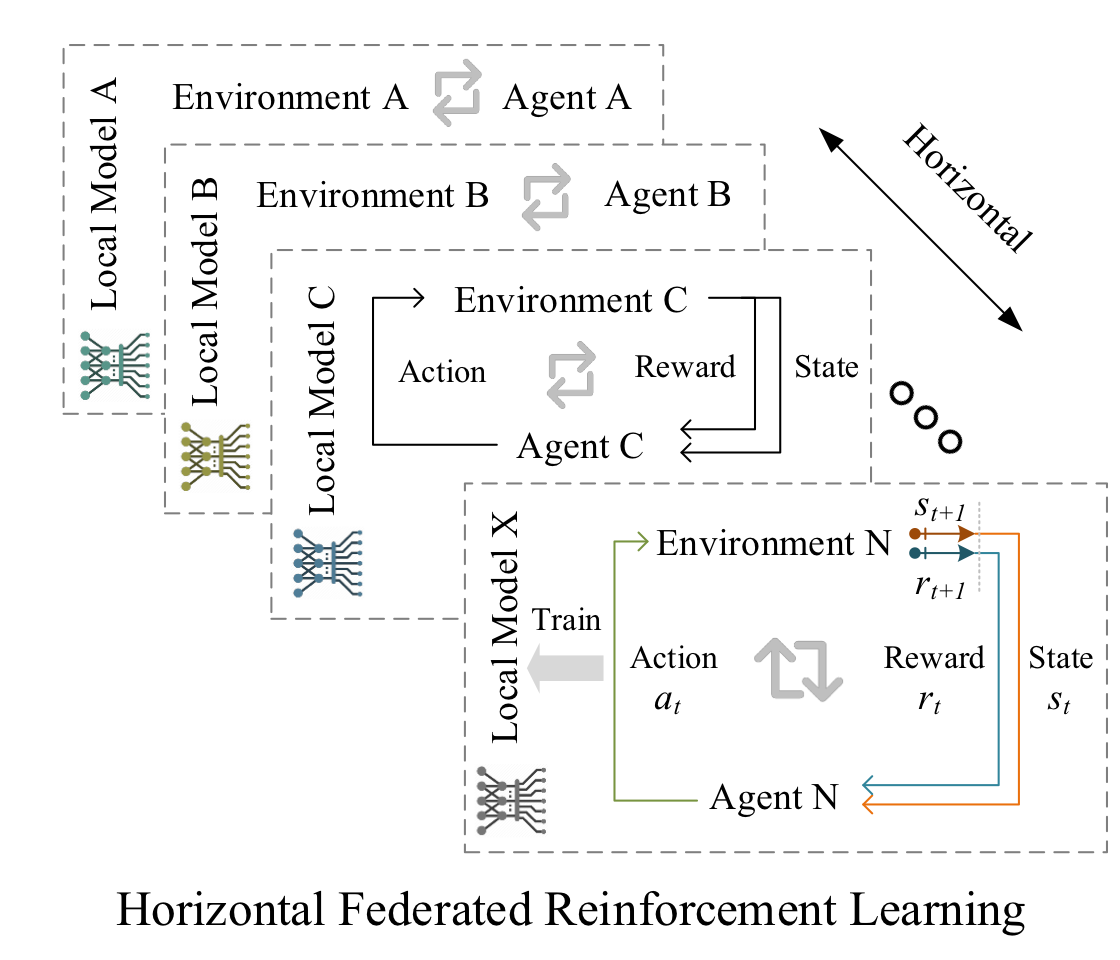 Local Model A
Environment A
Agent A
Horizontal
Local Model B
Environment B
Agent B
Local Model C
Environment C
Action
Reward
State
Agent C
Local Model X
Train
Environment N
s_{t+1}
r_{t+1}
Action
a_t
Reward
r_t
State
s_t
Agent N
Horizontal Federated Reinforcement Learning